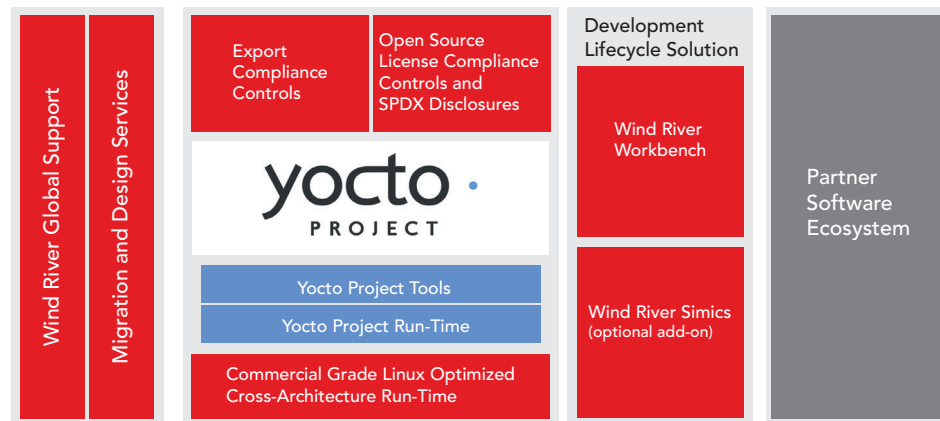 Wind River Global Support
Migration and Design Services
Export
Compliance
Controls
Open Source
License Compliance
Controls and
SPDX Disclosures
yocto
PROJECT
Yocto Project Tools
Yocto Project Run-Time
Commercial Grade Linux Optimized
Cross-Architecture Run-Time
Development
Lifecycle Solution
Wind River
Workbench
Wind River Simics
(optional add-on)
Partner
Software
Ecosystem